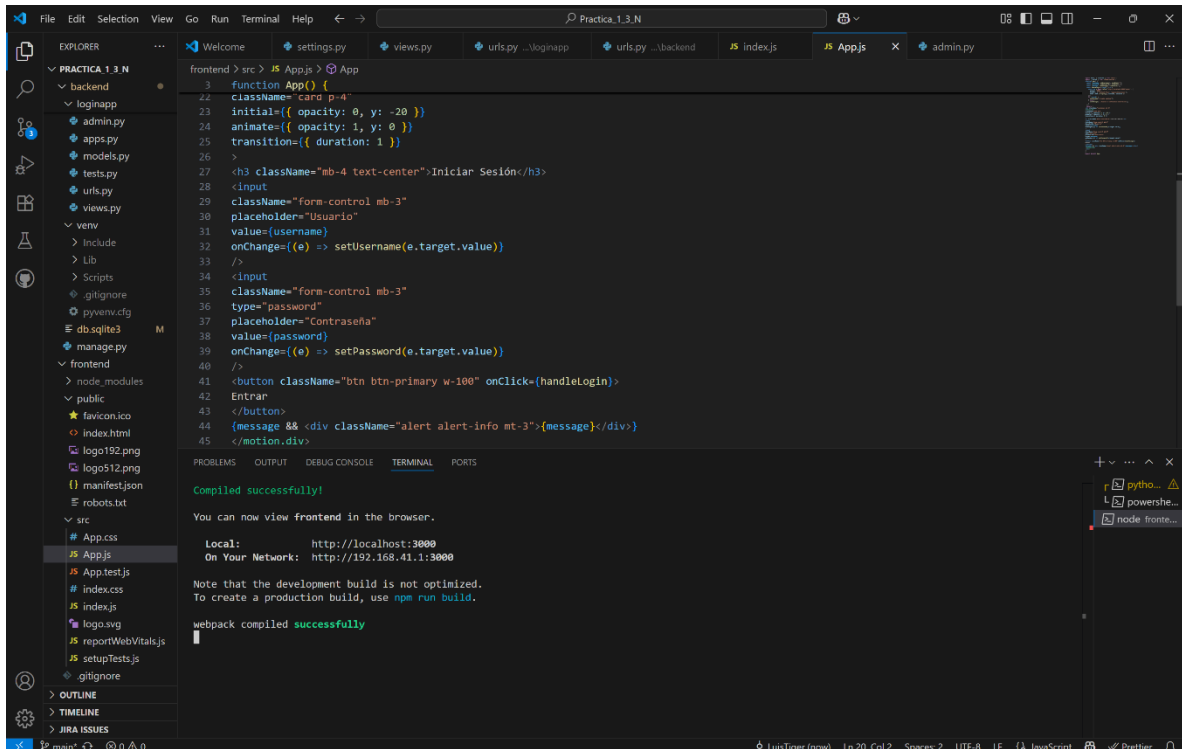 File Edit Selection View Go Run Terminal Help
Practica_1_3_N
EXPLORER
Welcome
settings.py
views.py
urls.py ...\loginapp
urls.py ...\backend
JS index.js
JS App.js
admin.py
PRACTICA_1_3_N
backend
loginapp
admin.py
apps.py
models.py
tests.py
urls.py
views.py
venv
Include
Lib
Scripts
.gitignore
pyvenv.cfg
db.sqlite3 M
manage.py
frontend
node_modules
public
favicon.ico
index.html
logo192.png
logo512.png
manifest.json
robots.txt
src
# App.css
JS App.js
JS App.test.js
# index.css
JS index.js
logo.svg
JS reportWebVitals.js
JS setupTests.js
.gitignore
OUTLINE
TIMELINE
JIRA ISSUES
frontend > src > JS App.js > App
3 function App() {
22 className="card p-4"
23 initial={{ opacity: 0, y: -20 }}
24 animate={{ opacity: 1, y: 0 }}
25 transition={{ duration: 1 }}
26 >
27 <h3 className="mb-4 text-center">Iniciar Sesión</h3>
28 <input
29 className="form-control mb-3"
30 placeholder="Usuario"
31 value={username}
32 onChange={(e) => setUsername(e.target.value)}
33 />
34 <input
35 className="form-control mb-3"
36 type="password"
37 placeholder="Contraseña"
38 value={password}
39 onChange={(e) => setPassword(e.target.value)}
40 />
41 <button className="btn btn-primary w-100" onClick={handleLogin}>
42 Entrar
43 </button>
44 {message && <div className="alert alert-info mt-3">{message}</div>}
45 </motion.div>
PROBLEMS OUTPUT DEBUG CONSOLE TERMINAL PORTS
Compiled successfully!
You can now view frontend in the browser.
Local: http://localhost:3000
On Your Network: http://192.168.41.1:3000
Note that the development build is not optimized.
To create a production build, use npm run build.
webpack compiled successfully
pytho...
powershe...
node fronte...
main* 0 0
LuisTiger (now) Ln 20, Col 2 Spaces: 2 UTF-8 LF {} JavaScript Prettier